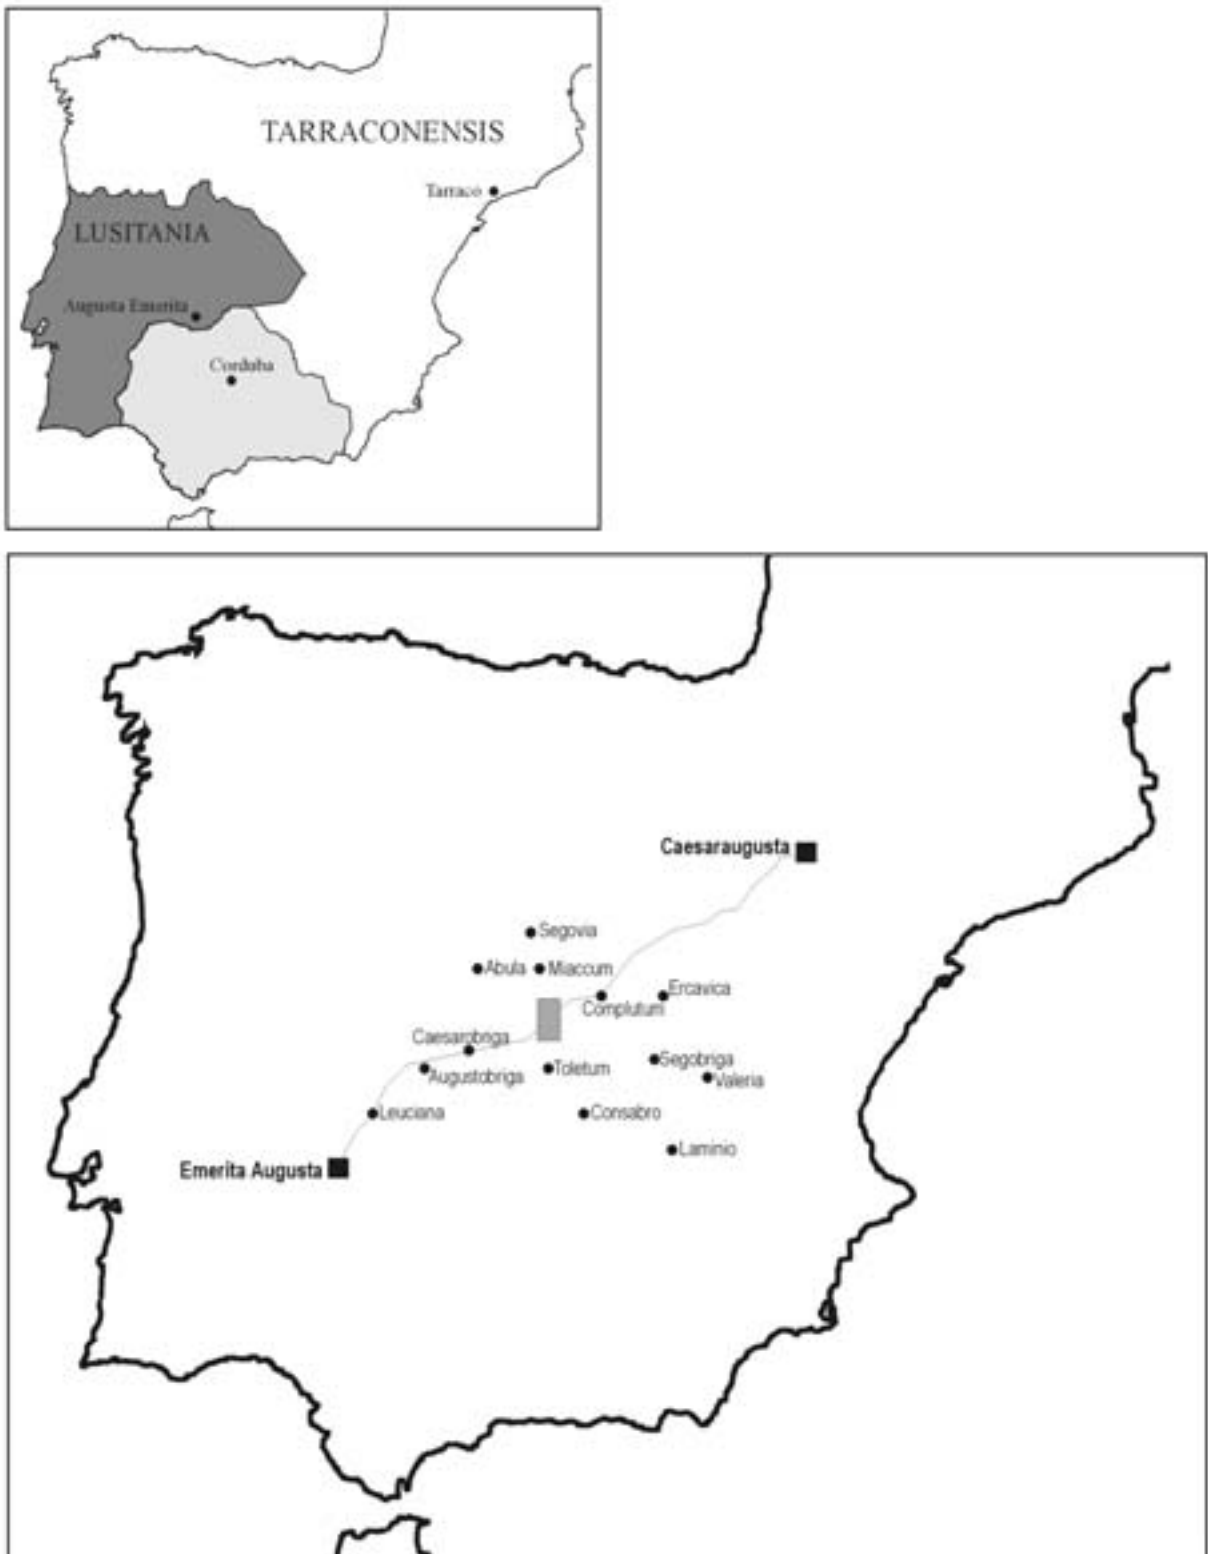 TARRACONENSIS
Tarraco
LUSITANIA
Augusta Emerita
Corduba
Caesaraugusta
Segovia
Abula
Miaccum
Ercavica
Complutum
Caesarobriga
Segobriga
Toletum
Augustobriga
Valeria
Leuciana
Consabro
Laminio
Emerita Augusta